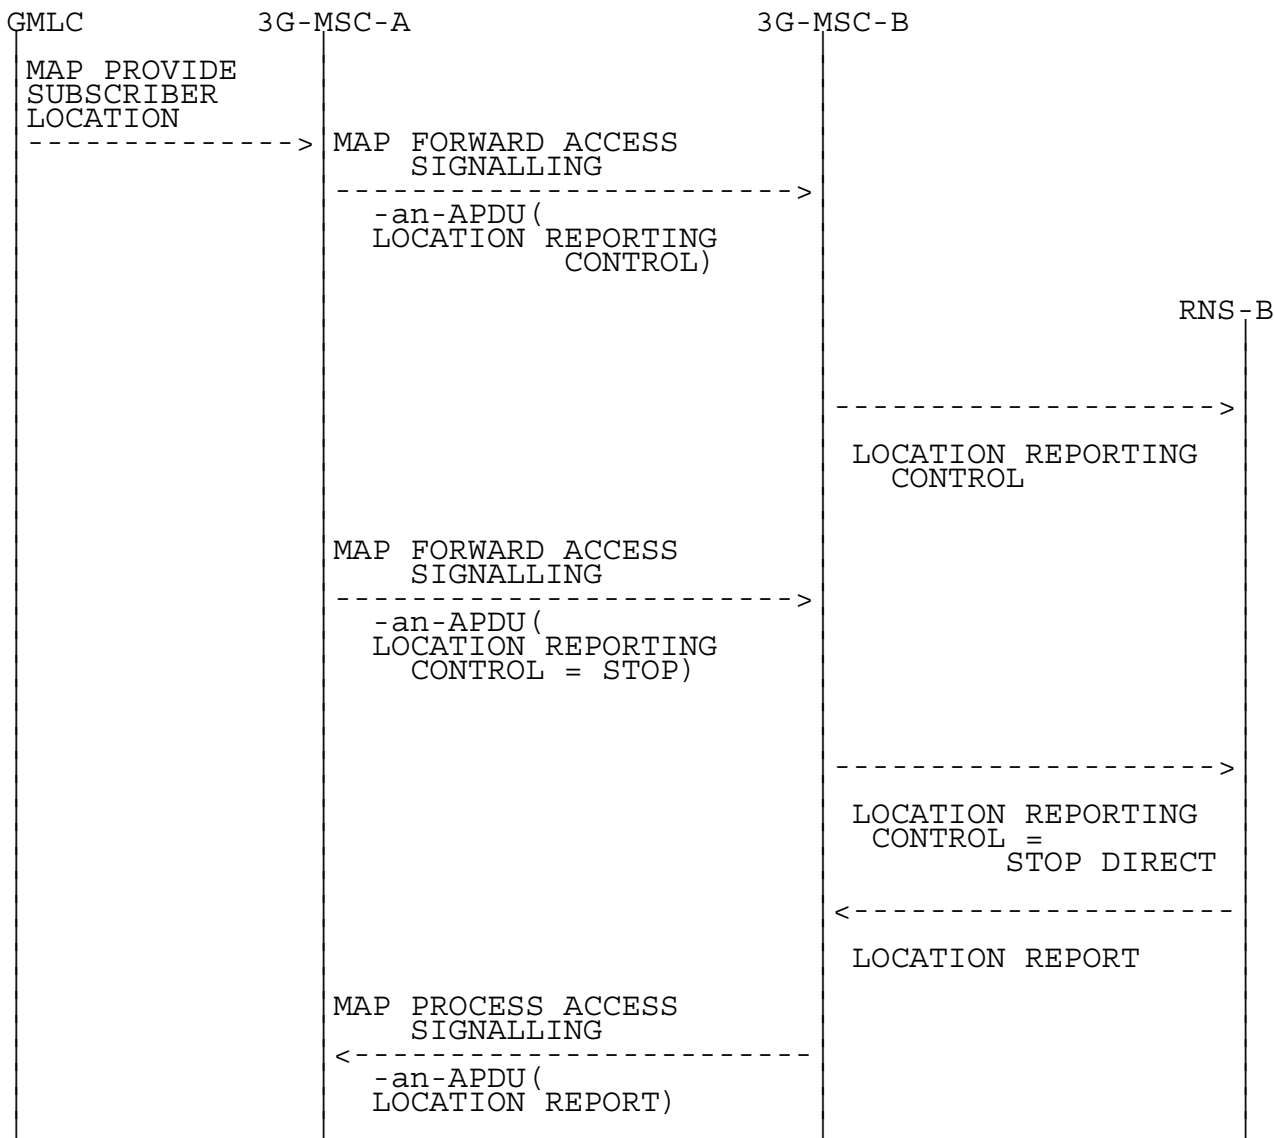 GMLC 3G-MSC-A 3G-MSC-B
MAP PROVIDE
SUBSCRIBER
LOCATION
-------------->
MAP FORWARD ACCESS
SIGNALLING
------------------------>
-an-APDU(
LOCATION REPORTING
CONTROL)
RNS-B
-------------------->
LOCATION REPORTING
CONTROL
MAP FORWARD ACCESS
SIGNALLING
------------------------>
-an-APDU(
LOCATION REPORTING
CONTROL = STOP)
-------------------->
LOCATION REPORTING
CONTROL =
STOP DIRECT
<--------------------
LOCATION REPORT
MAP PROCESS ACCESS
SIGNALLING
<------------------------
-an-APDU(
LOCATION REPORT)